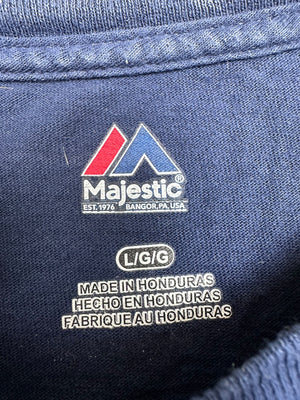 Majestic®
EST. 1976 BANGOR, PA, USA
L/G/G
MADE IN HONDURAS
HECHO EN HONDURAS
FABRIQUE AU HONDURAS